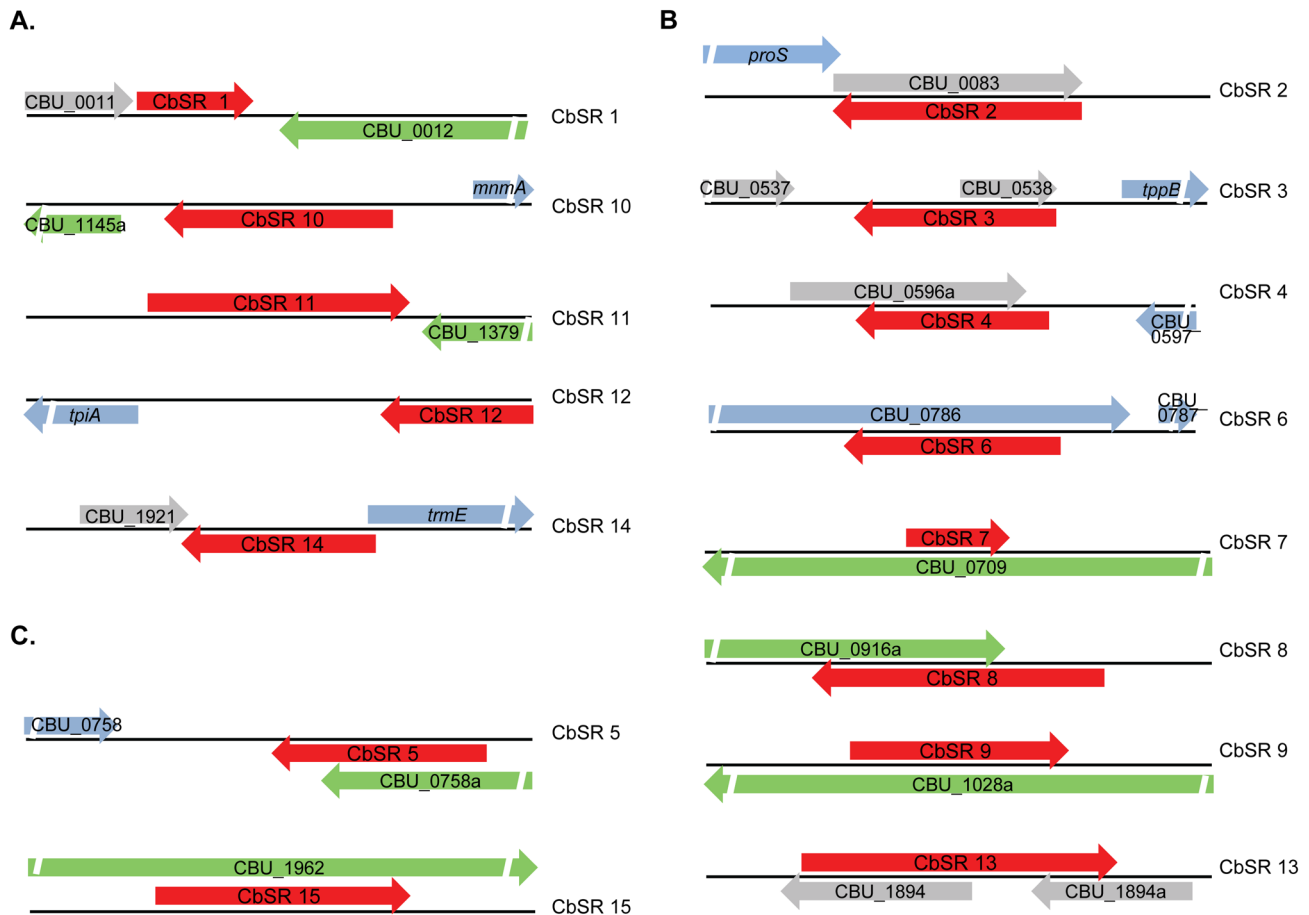 A.
CBU_0011
CbSR 1
CBU_0012
CbSR 1
mnmA
CBU_1145a
CbSR 10
CbSR 10
CbSR 11
CBU_1379
CbSR 11
tpiA
CbSR 12
CbSR 12
CBU_1921
trmE
CbSR 14
CbSR 14
C.
CBU_0758
CbSR 5
CBU_0758a
CbSR 5
CBU_1962
CbSR 15
CbSR 15
B
proS
CBU_0083
CbSR 2
CbSR 2
CBU_0537
CBU_0538
tppB
CbSR 3
CbSR 3
CBU_0596a
CbSR 4
CBU_
0597
CbSR 4
CBU_0786
CBU_
0787
CbSR 6
CbSR 6
CbSR 7
CBU_0709
CbSR 7
CBU_0916a
CbSR 8
CbSR 8
CbSR 9
CBU_1028a
CbSR 9
CbSR 13
CBU_1894
CBU_1894a
CbSR 13